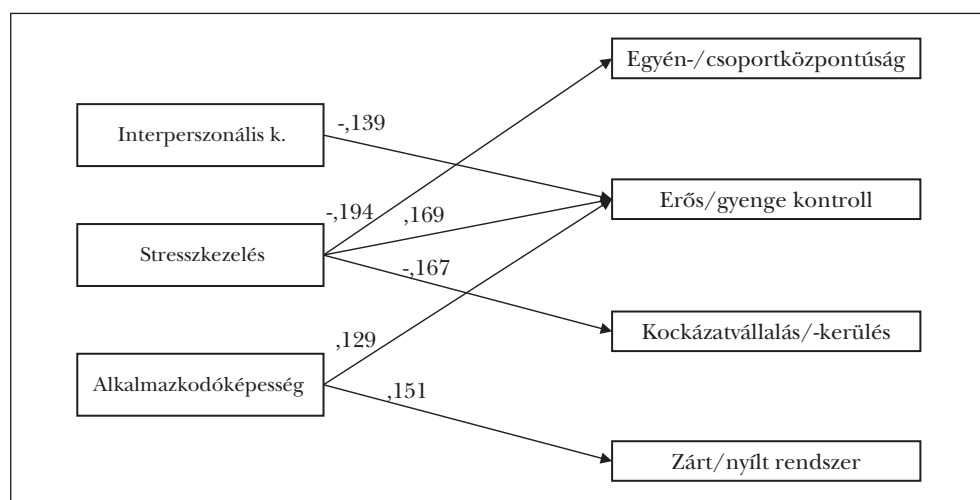 Egyén-/csoportközpontúság
Interperszonális k.
-,139
Erős/gyenge kontroll
-,194
,169
Stresszkezelés
-,167
Kockázatvállalás/-kerülés
,129
Alkalmazkodóképesség
,151
Zárt/nyílt rendszer